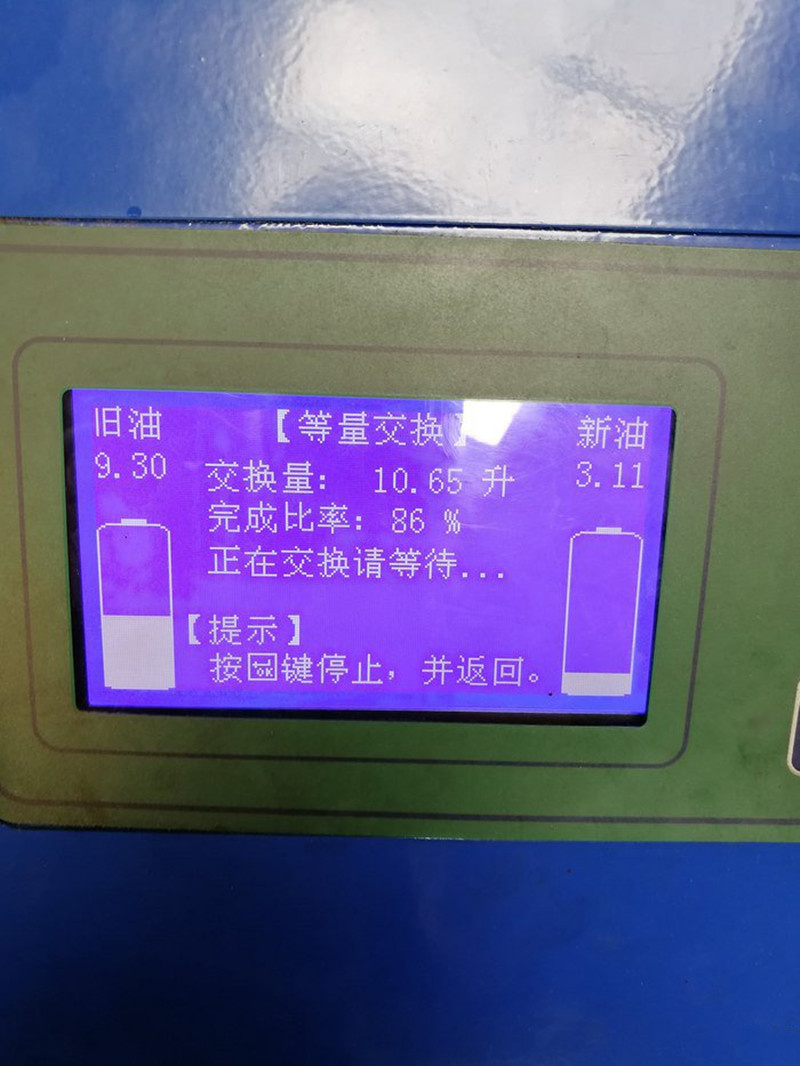 旧油 【等量交换】 新油
9.30 交换量: 10.65 升 3.11
完成比率: 86 %
正在交换请等待...
【提示】
按OK键停止，并返回。